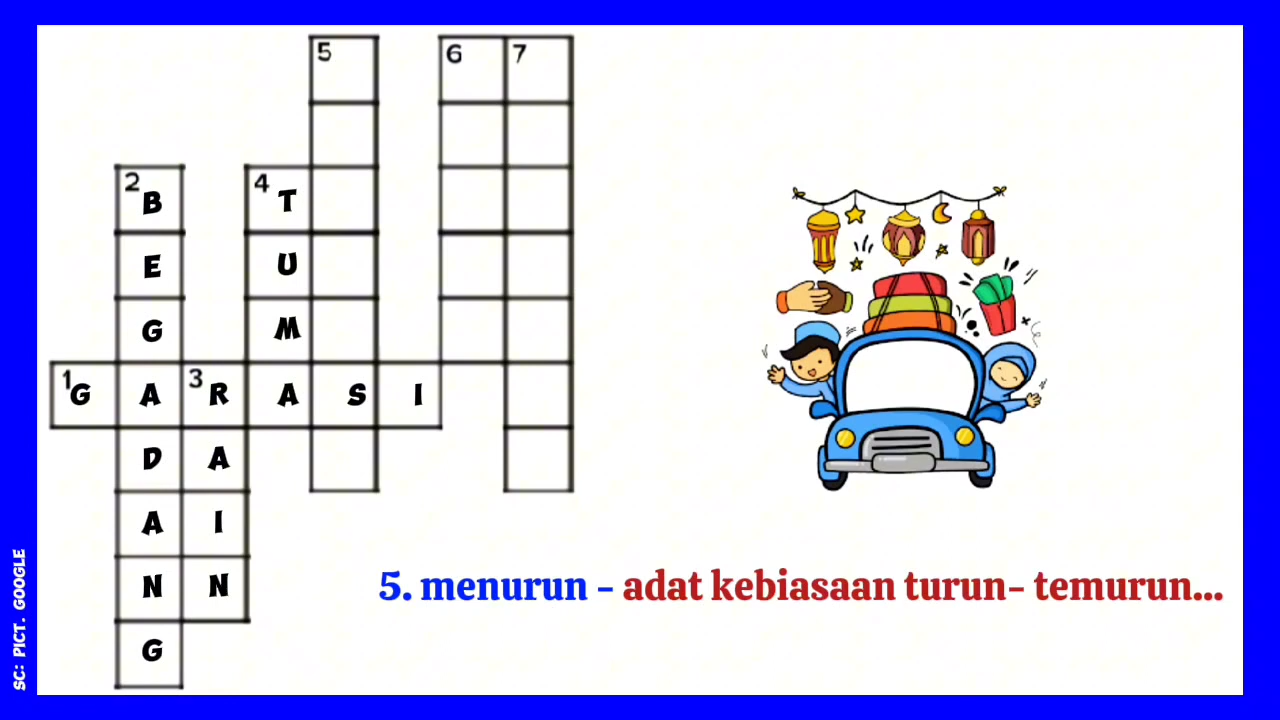 5 6 7
2 B 4 T
E U
G M
1 G A 3 R A S I
D A
A I
N N
G
5. menurun - adat kebiasaan turun- temurun...
SC: PICT. GOOGLE